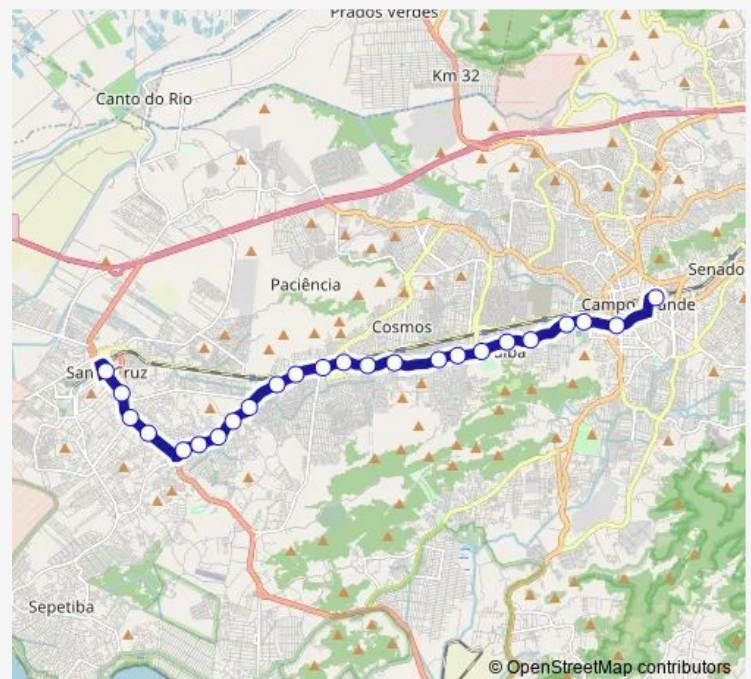 Prados Verdes
Km 32
Canto do Rio
Senado
Paciência
Campo Grande
Cosmos
Santa Cruz
Sepetiba
© OpenStreetMap contributors